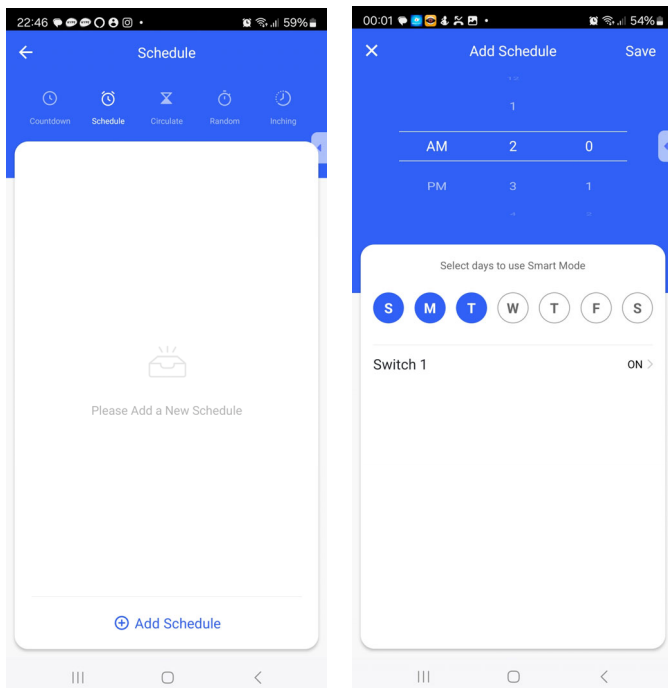 22:46
59%
Schedule
Countdown Schedule Circulate Random Inching
Please Add a New Schedule
Add Schedule
00:01
54%
Add Schedule Save
1
AM 2 0
PM 3 1
Select days to use Smart Mode
S M T W T F S
Switch 1 ON